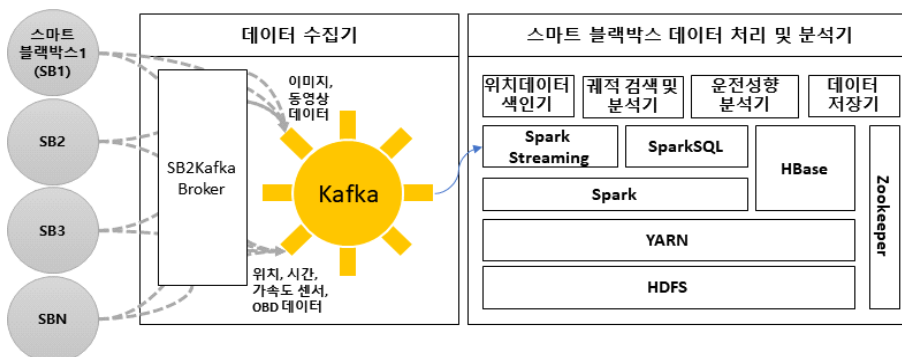 스마트
블랙박스1
(SB1)
SB2
SB3
SBN
데이터 수집기
SB2Kafka
Broker
이미지,
동영상
데이터
Kafka
위치, 시간,
가속도 센서,
OBD 데이터
스마트 블랙박스 데이터 처리 및 분석기
위치데이터
색인기
궤적 검색 및
분석기
운전성향
분석기
데이터
저장기
Spark
Streaming
SparkSQL
HBase
Zookeeper
Spark
YARN
HDFS